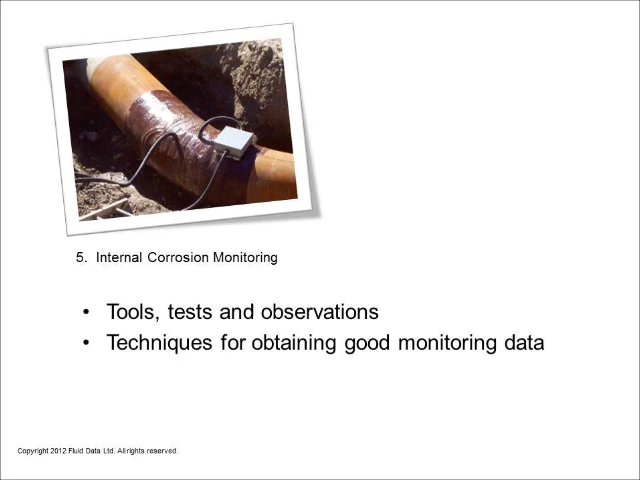 5. Internal Corrosion Monitoring
• Tools, tests and observations
• Techniques for obtaining good monitoring data
Copyright 2012 Fluid Data Ltd. All rights reserved.